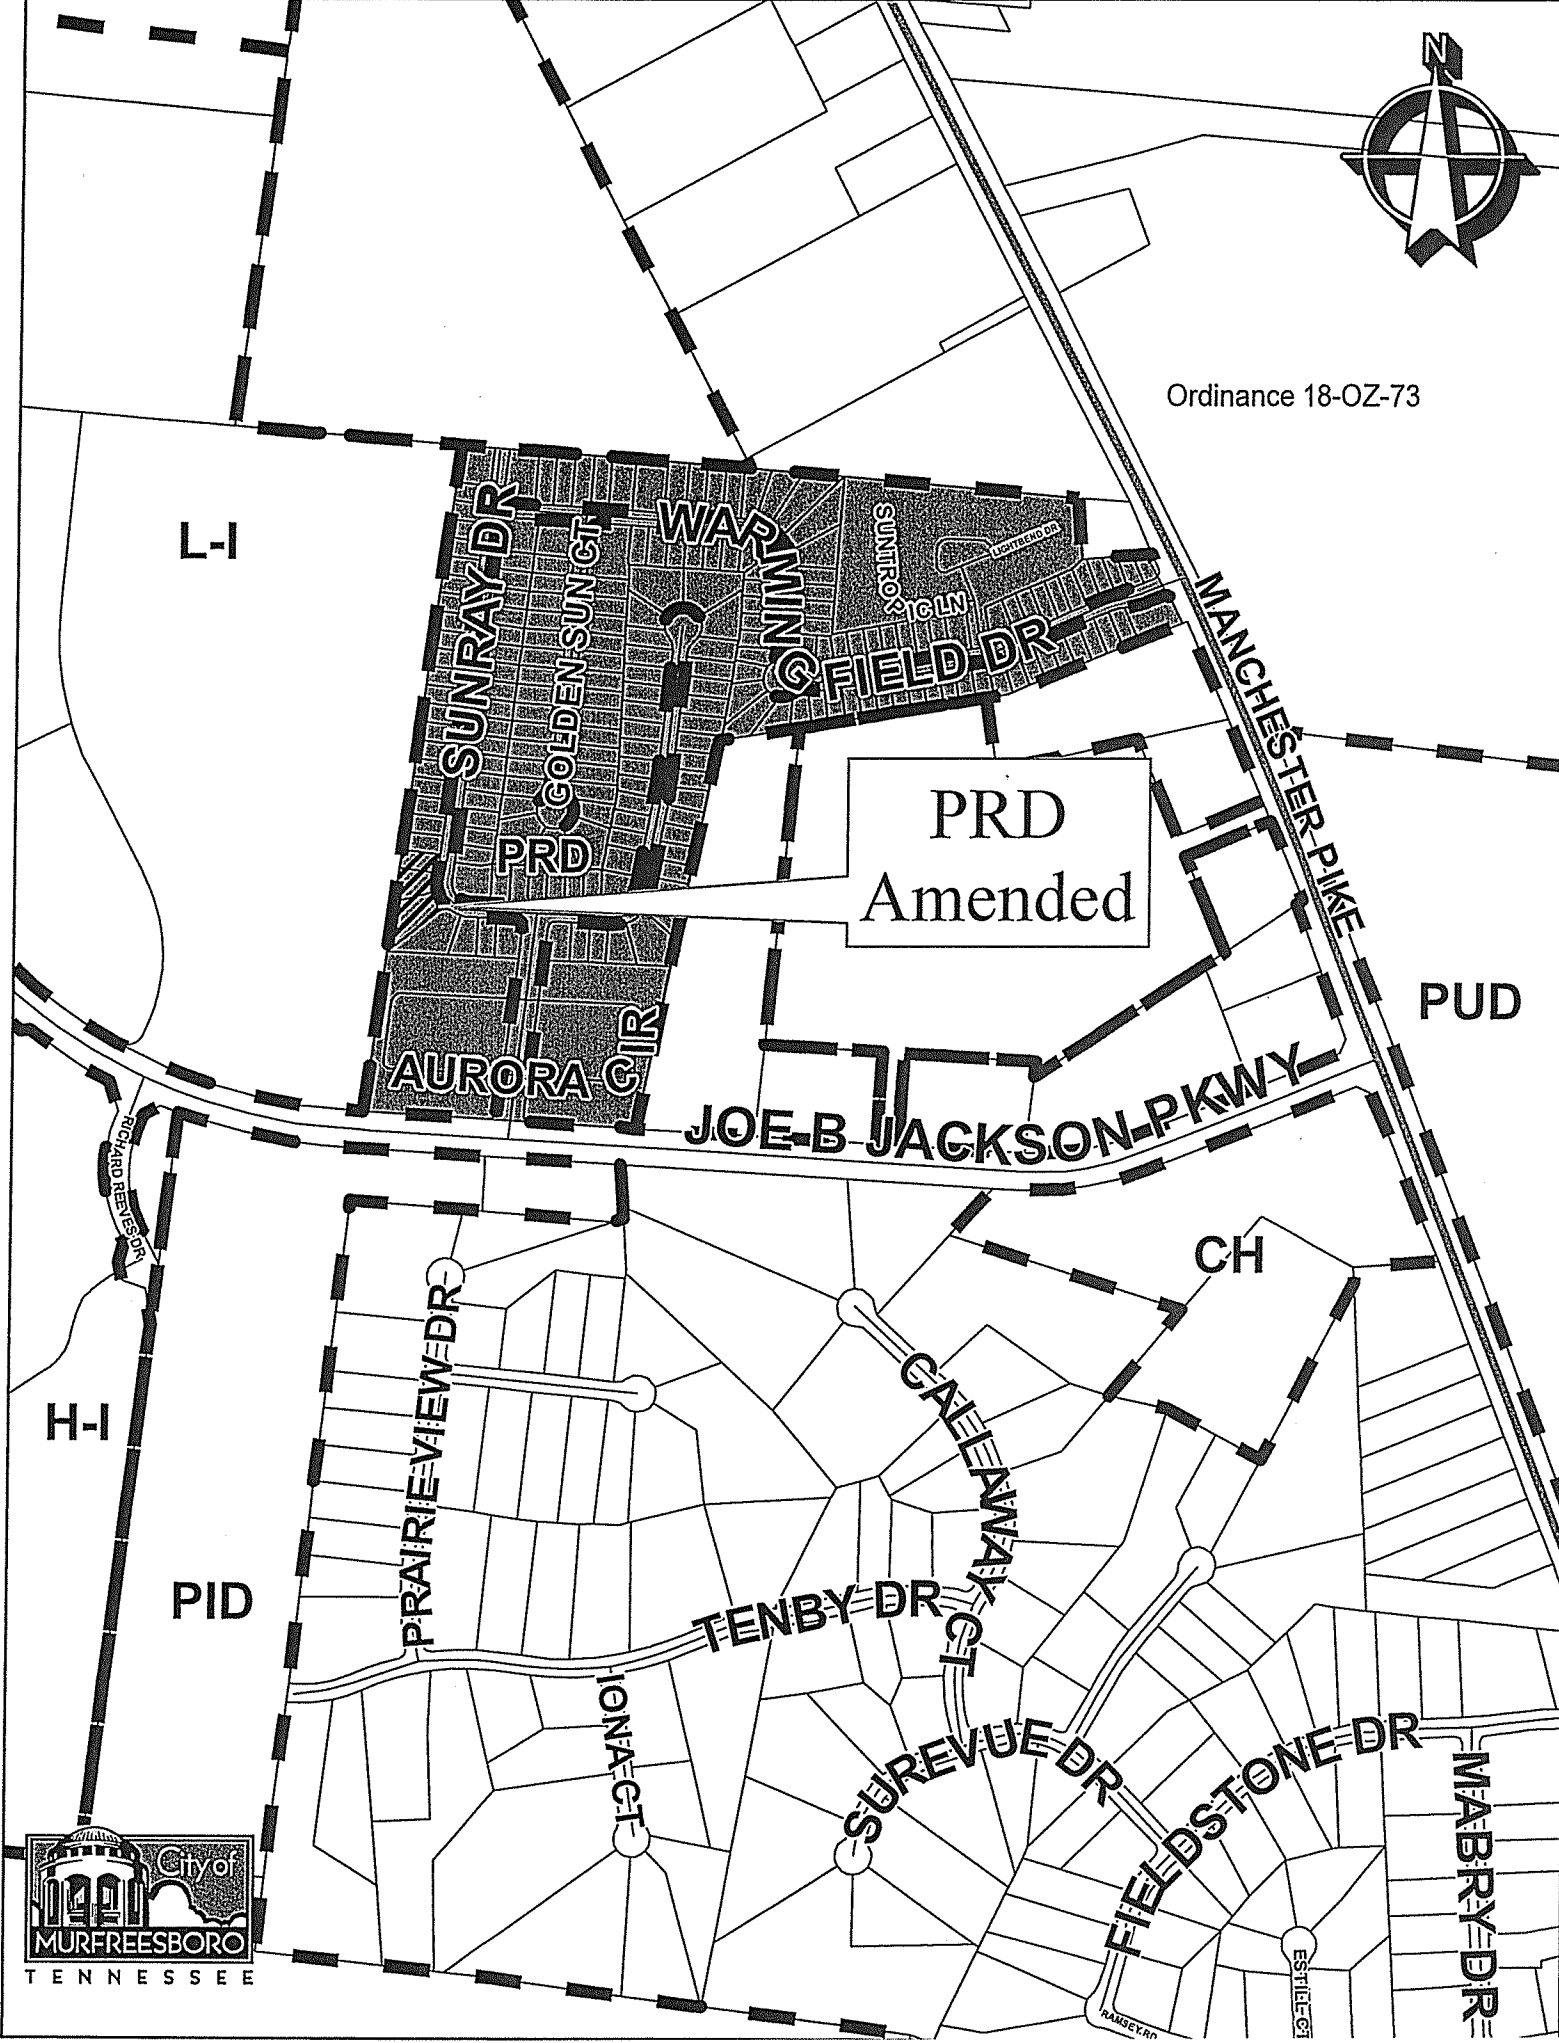 N
Ordinance 18-OZ-73
L-I
SUNRAY DR
GOLDEN SUN CT
WARMINGFIELD DR
SUNTROPIC LN
LIGHTBEND DR
MANCHESTER PIKE
PRD
PRD
Amended
PUD
AURORA CIR
JOE B JACKSON PKWY
RICHARD REEVES DR
CH
PRAIRIEVIEW DR
CALLAWAY CT
H-I
PID
TENBY DR
IONA CT
SUREVUE DR
FIELDSTONE DR
MABRY DR
ESTILL CT
RAMSEY RD
City of
MURFREESBORO
TENNESSEE